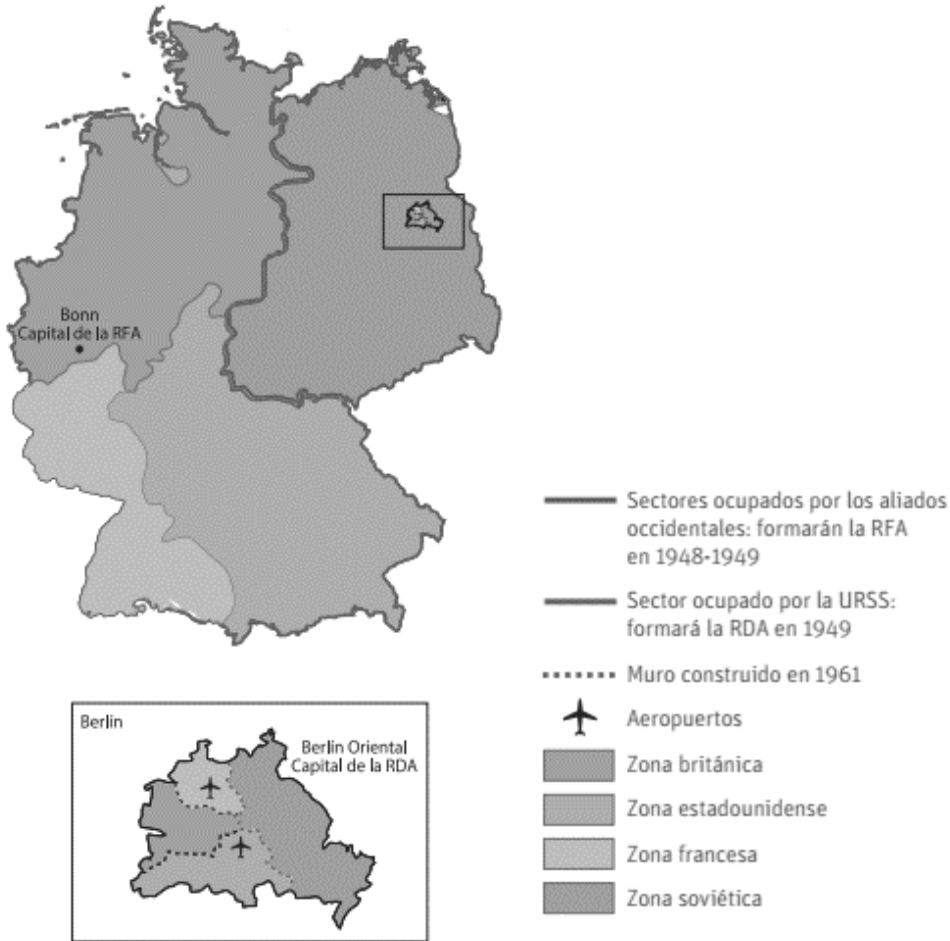 Bonn
Capital de la RFA
Sectores ocupados por los aliados
occidentales: formarán la RFA
en 1948-1949
Sector ocupado por la URSS:
formará la RDA en 1949
Muro construido en 1961
Aeropuertos
Zona británica
Zona estadounidense
Zona francesa
Zona soviética
Berlín
Berlín Oriental
Capital de la RDA